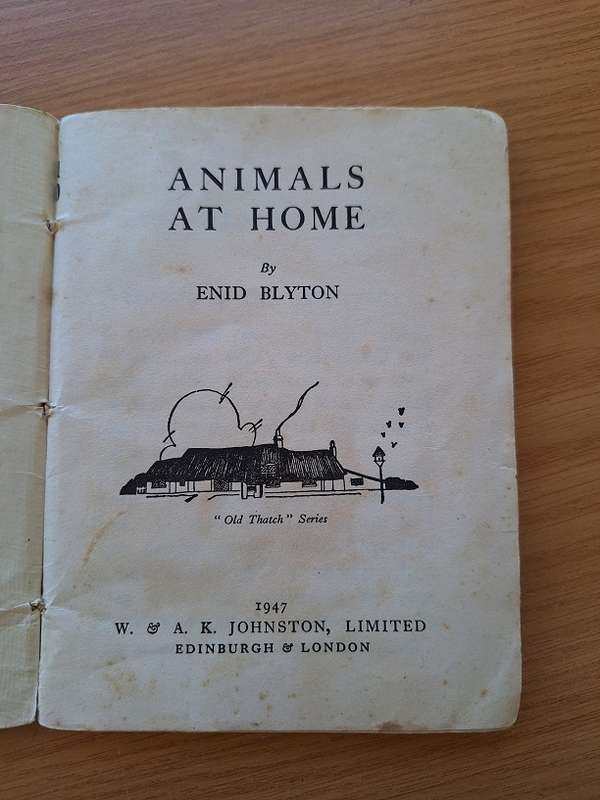 ANIMALS
AT HOME
By
ENID BLYTON
"Old Thatch" Series
1947
W. & A. K. JOHNSTON, LIMITED
EDINBURGH & LONDON